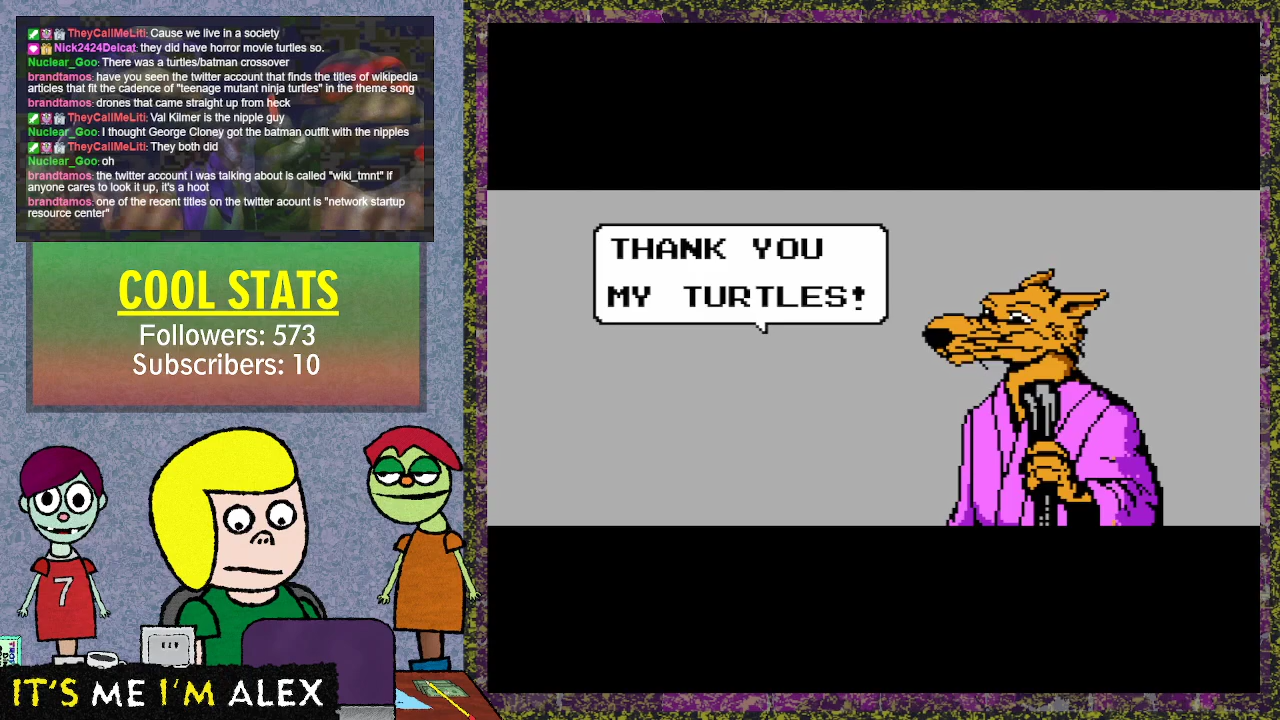 TheyCallMeLiti: Cause we live in a society
Nick2424Delcat: they did have horror movie turtles so.
Nuclear_Goo: There was a turtles/batman crossover
brandtamos: have you seen the twitter account that finds the titles of wikipedia
articles that fit the cadence of "teenage mutant ninja turtles" in the theme song
brandtamos: drones that came straight up from heck
TheyCallMeLiti: Val Kilmer is the nipple guy
Nuclear_Goo: I thought George Cloney got the batman outfit with the nipples
TheyCallMeLiti: They both did
Nuclear_Goo: oh
brandtamos: the twitter account i was talking about is called "wiki_tmnt" if
anyone cares to look it up, it's a hoot
brandtamos: one of the recent titles on the twitter acount is "network startup
resource center"
COOL STATS
Followers: 573
Subscribers: 10
THANK YOU
MY TURTLES!
7
IT'S ME I'M ALEX